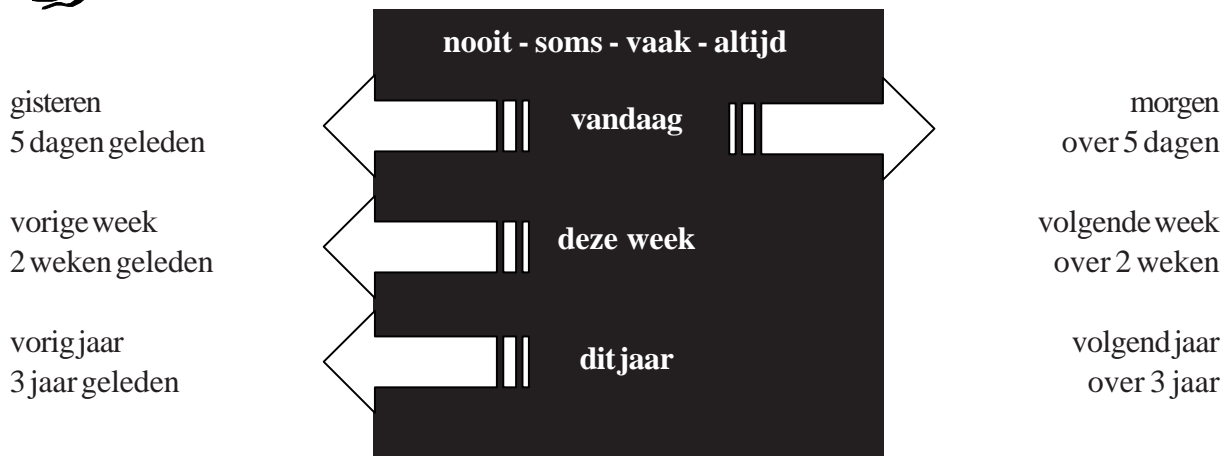 nooit - soms - vaak - altijd
gisteren
5 dagen geleden
vandaag
morgen
over 5 dagen
vorige week
2 weken geleden
deze week
volgende week
over 2 weken
vorig jaar
3 jaar geleden
dit jaar
volgend jaar
over 3 jaar